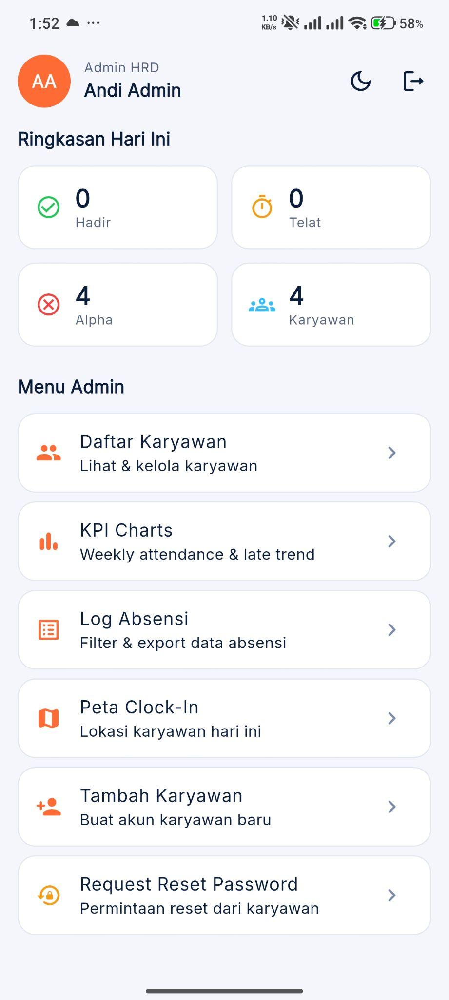 1:52 ...
1.10 KB/s 58%
AA
Admin HRD
Andi Admin
Ringkasan Hari Ini
0
Hadir
0
Telat
4
Alpha
4
Karyawan
Menu Admin
Daftar Karyawan
Lihat & kelola karyawan
KPI Charts
Weekly attendance & late trend
Log Absensi
Filter & export data absensi
Peta Clock-In
Lokasi karyawan hari ini
Tambah Karyawan
Buat akun karyawan baru
Request Reset Password
Permintaan reset dari karyawan